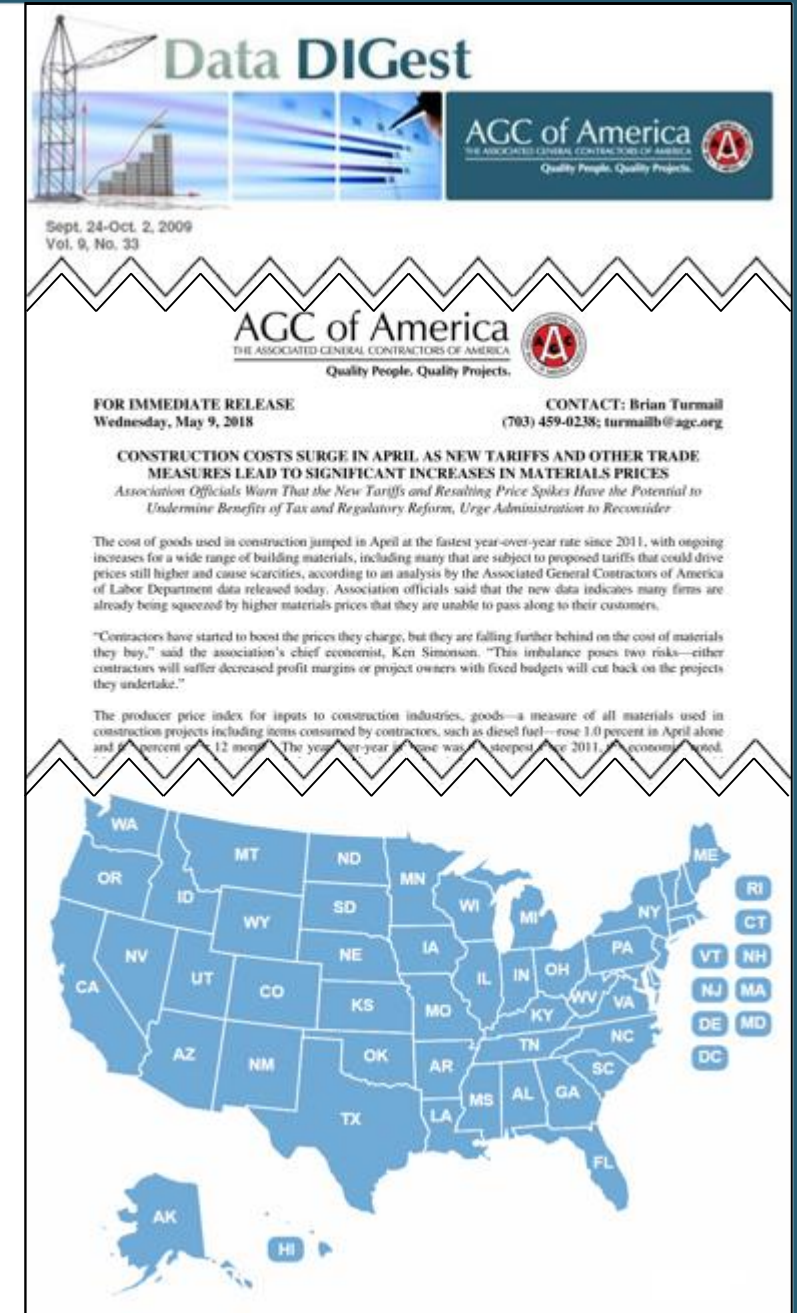 Data DIGest
AGC of America
THE ASSOCIATED GENERAL CONTRACTORS OF AMERICA
Quality People. Quality Projects.
Sept. 24-Oct. 2, 2009
Vol. 9, No. 33
AGC of America
THE ASSOCIATED GENERAL CONTRACTORS OF AMERICA
Quality People. Quality Projects.
FOR IMMEDIATE RELEASE CONTACT: Brian Turmail
Wednesday, May 9, 2018 (703) 459-0238; turmailb@agc.org
CONSTRUCTION COSTS SURGE IN APRIL AS NEW TARIFFS AND OTHER TRADE
MEASURES LEAD TO SIGNIFICANT INCREASES IN MATERIALS PRICES
Association Officials Warn That the New Tariffs and Resulting Price Spikes Have the Potential to
Undermine Benefits of Tax and Regulatory Reform, Urge Administration to Reconsider
The cost of goods used in construction jumped in April at the fastest year-over-year rate since 2011, with ongoing
increases for a wide range of building materials, including many that are subject to proposed tariffs that could drive
prices still higher and cause scarcities, according to an analysis by the Associated General Contractors of America
of Labor Department data released today. Association officials said that the new data indicates many firms are
already being squeezed by higher materials prices that they are unable to pass along to their customers.
“Contractors have started to boost the prices they charge, but they are falling further behind on the cost of materials
they buy,” said the association’s chief economist, Ken Simonson. “This imbalance poses two risks—either
contractors will suffer decreased profit margins or project owners with fixed budgets will cut back on the projects
they undertake.”
The producer price index for inputs to construction industries, goods—a measure of all materials used in
construction projects including items consumed by contractors, such as diesel fuel—rose 1.0 percent in April alone
and percent 12 The was steepest 2011,
WA
MT
ND
MN
ME
OR
ID
SD
WI
MI
NY
RI
WY
CT
NV
NE
IA
PA
VT
NH
CA
UT
CO
IL
IN
OH
NJ
MA
KS
MO
WV
VA
KY
DE
MD
AZ
NM
OK
AR
TN
NC
DC
SC
TX
LA
MS
AL
GA
FL
AK
HI